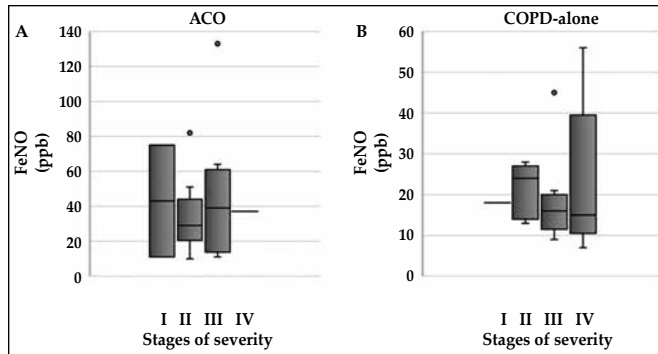 A
ACO
FeNO
(ppb)
140
120
100
80
60
40
20
0
I II III IV
Stages of severity
B
COPD-alone
FeNO
(ppb)
60
50
40
30
20
10
0
I II III IV
Stages of severity